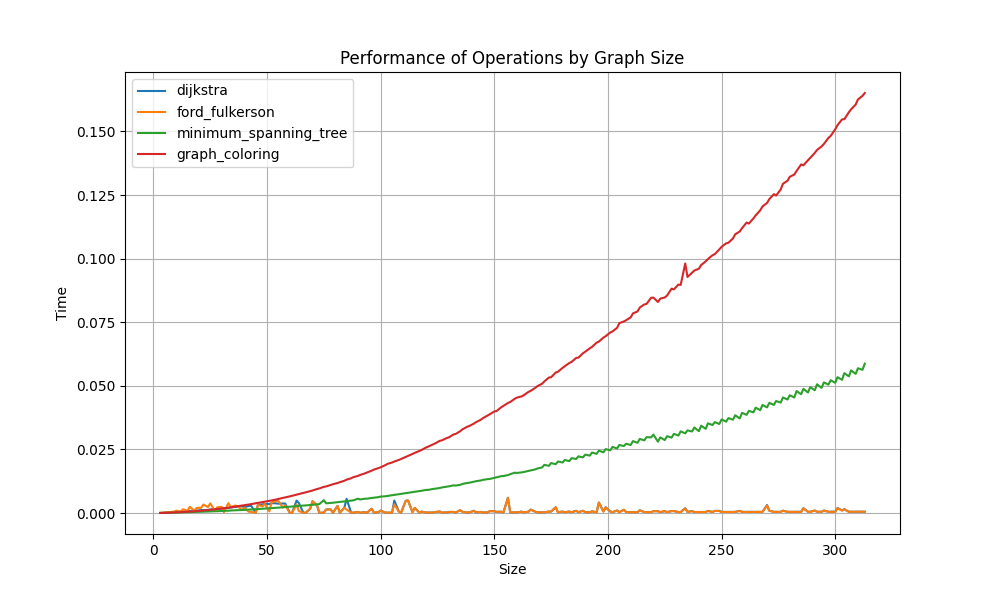 Performance of Operations by Graph Size
dijkstra
ford_fulkerson
minimum_spanning_tree
graph_coloring
0.150
0.125
0.100
0.075
0.050
0.025
0.000
Time
0 50 100 150 200 250 300
Size